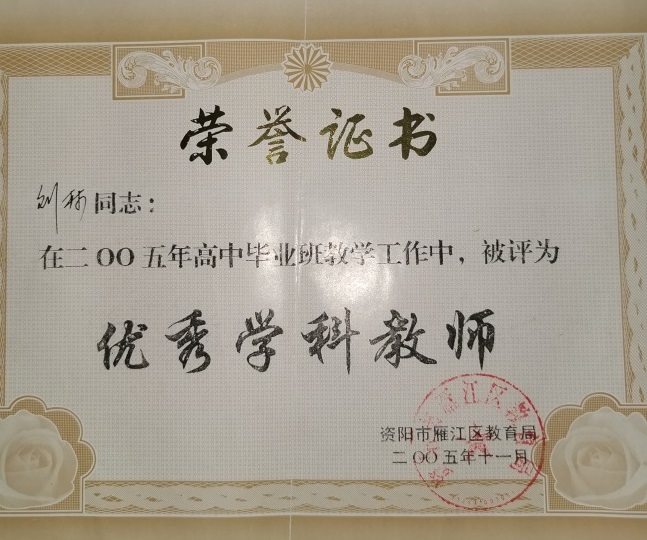 荣誉证书
同志：
在二OO五年高中毕业班教学工作中，被评为
优秀学科教师
资阳市雁江区教育局
二OO五年十一月